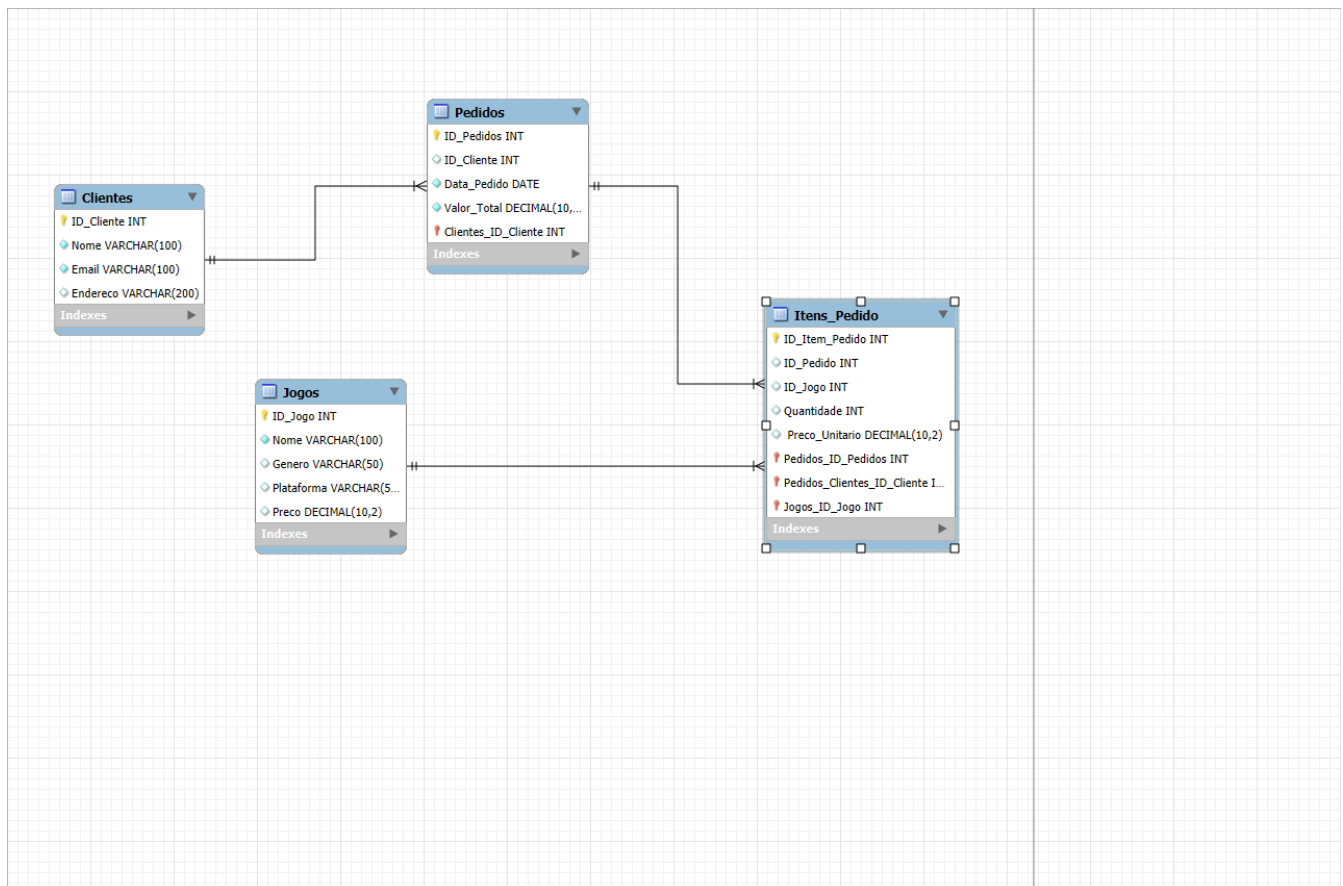 Pedidos
ID_Pedidos INT
ID_Cliente INT
Data_Pedido DATE
Valor_Total DECIMAL(10,...
Clientes_ID_Cliente INT
Indexes
Clientes
ID_Cliente INT
Nome VARCHAR(100)
Email VARCHAR(100)
Endereco VARCHAR(200)
Indexes
Itens_Pedido
ID_Item_Pedido INT
ID_Pedido INT
ID_Jogo INT
Quantidade INT
Preco_Unitario DECIMAL(10,2)
Pedidos_ID_Pedidos INT
Pedidos_Clientes_ID_Cliente I...
Jogos_ID_Jogo INT
Indexes
Jogos
ID_Jogo INT
Nome VARCHAR(100)
Genero VARCHAR(50)
Plataforma VARCHAR(5...
Preco DECIMAL(10,2)
Indexes